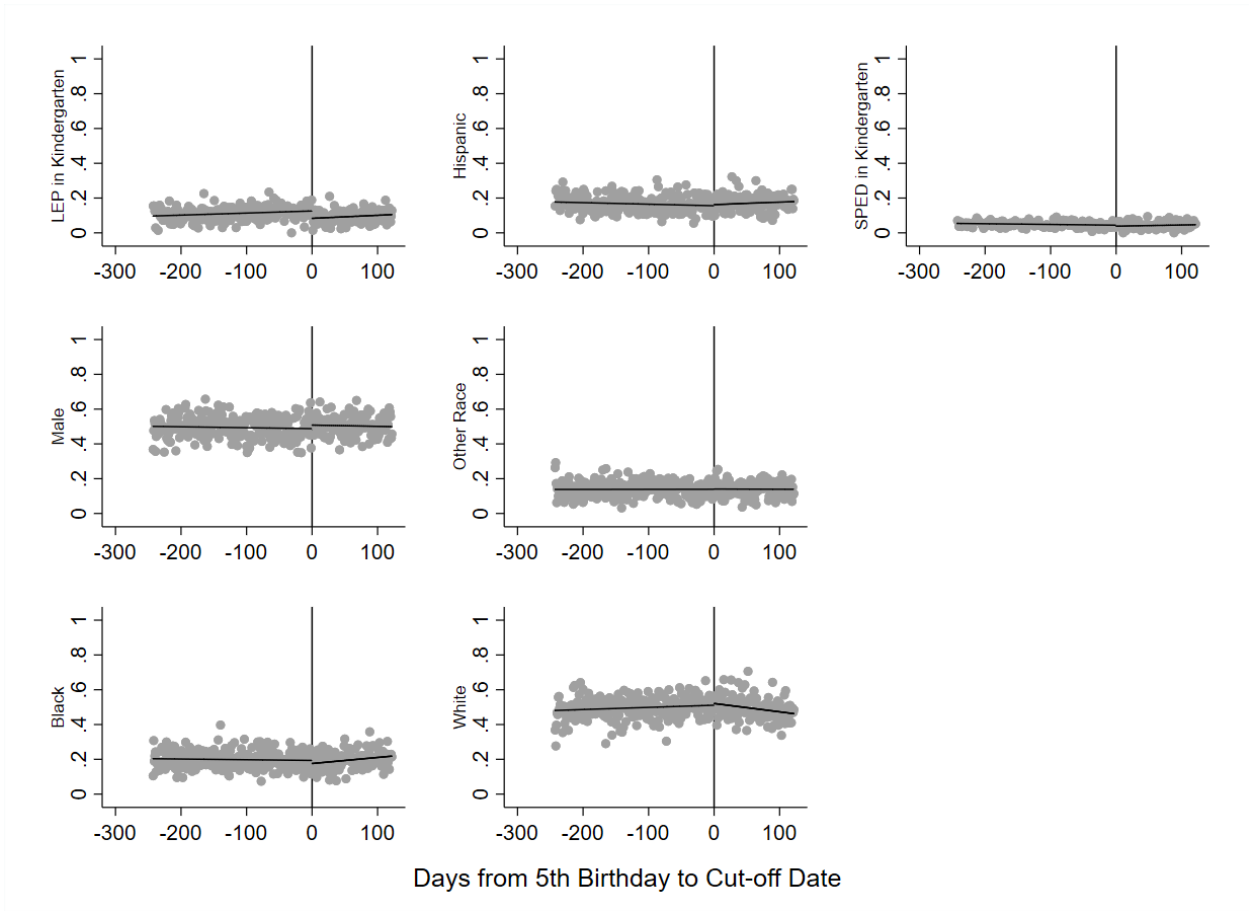 LEP in Kindergarten
0 .2 .4 .6 .8 1
-300 -200 -100 0 100
Hispanic
0 .2 .4 .6 .8 1
-300 -200 -100 0 100
SPED in Kindergarten
0 .2 .4 .6 .8 1
-300 -200 -100 0 100
Male
0 .2 .4 .6 .8 1
-300 -200 -100 0 100
Other Race
0 .2 .4 .6 .8 1
-300 -200 -100 0 100
Black
0 .2 .4 .6 .8 1
-300 -200 -100 0 100
White
0 .2 .4 .6 .8 1
-300 -200 -100 0 100
Days from 5th Birthday to Cut-off Date